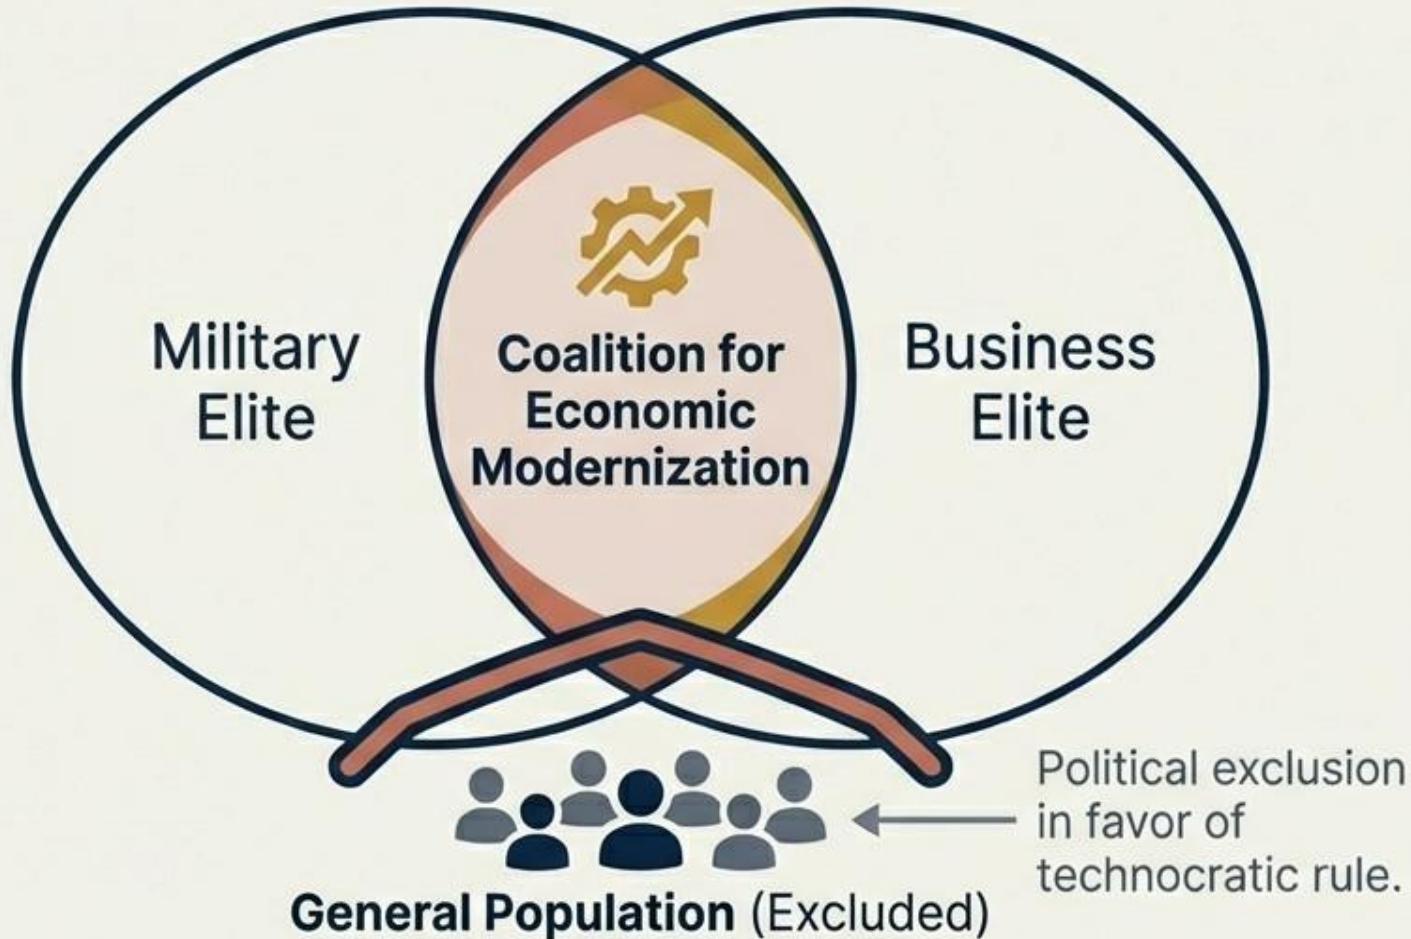 Military
Elite
Coalition for
Economic
Modernization
Business
Elite
Political exclusion
in favor of
technocratic rule.
General Population (Excluded)